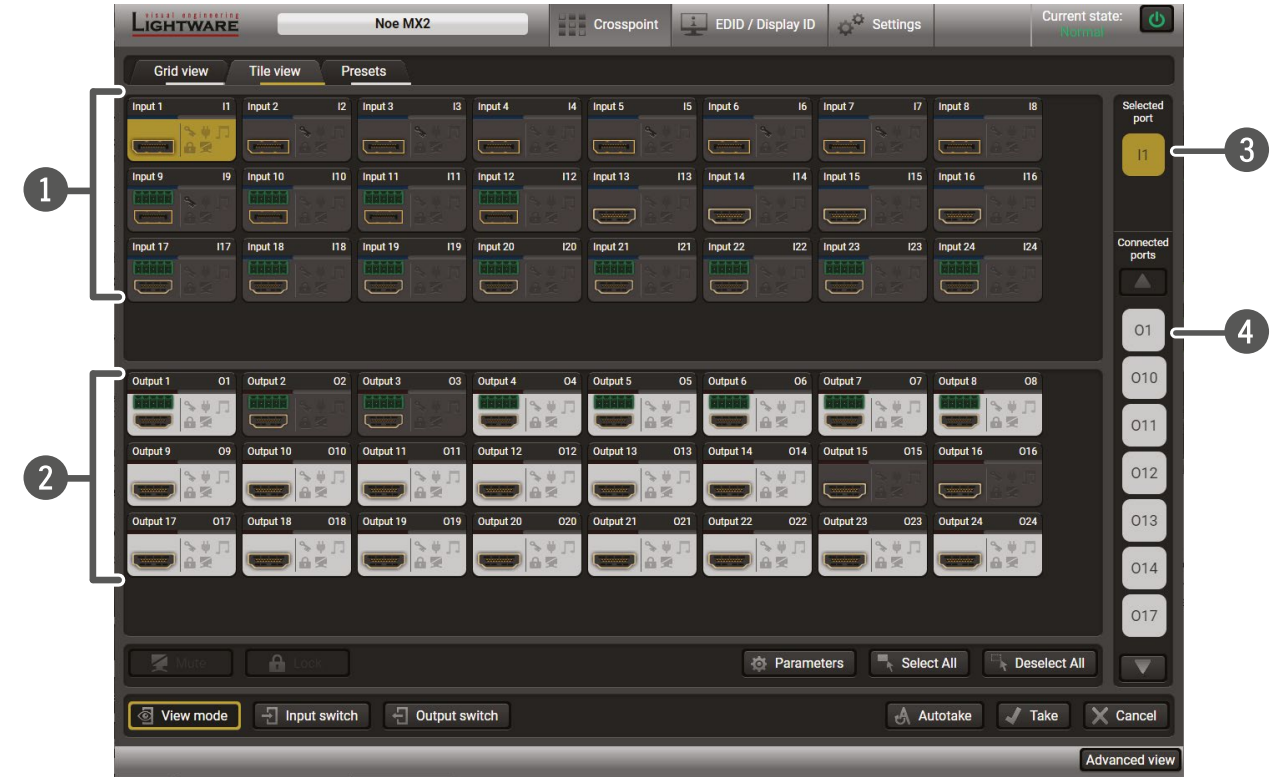 visual engineering
LIGHTWARE
Noe MX2
Crosspoint
EDID / Display ID
Settings
Current state:
Normal
Grid view
Tile view
Presets
Input 1 I1
Input 2 I2
Input 3 I3
Input 4 I4
Input 5 I5
Input 6 I6
Input 7 I7
Input 8 I8
Selected
port
I1
3
1
Input 9 I9
Input 10 I10
Input 11 I11
Input 12 I12
Input 13 I13
Input 14 I14
Input 15 I15
Input 16 I16
Input 17 I17
Input 18 I18
Input 19 I19
Input 20 I20
Input 21 I21
Input 22 I22
Input 23 I23
Input 24 I24
Connected
ports
O1
4
O10
O11
O12
O13
O14
O17
2
Output 1 O1
Output 2 O2
Output 3 O3
Output 4 O4
Output 5 O5
Output 6 O6
Output 7 O7
Output 8 O8
Output 9 O9
Output 10 O10
Output 11 O11
Output 12 O12
Output 13 O13
Output 14 O14
Output 15 O15
Output 16 O16
Output 17 O17
Output 18 O18
Output 19 O19
Output 20 O20
Output 21 O21
Output 22 O22
Output 23 O23
Output 24 O24
Mute
Lock
Parameters
Select All
Deselect All
View mode
Input switch
Output switch
Autotake
Take
Cancel
Advanced view